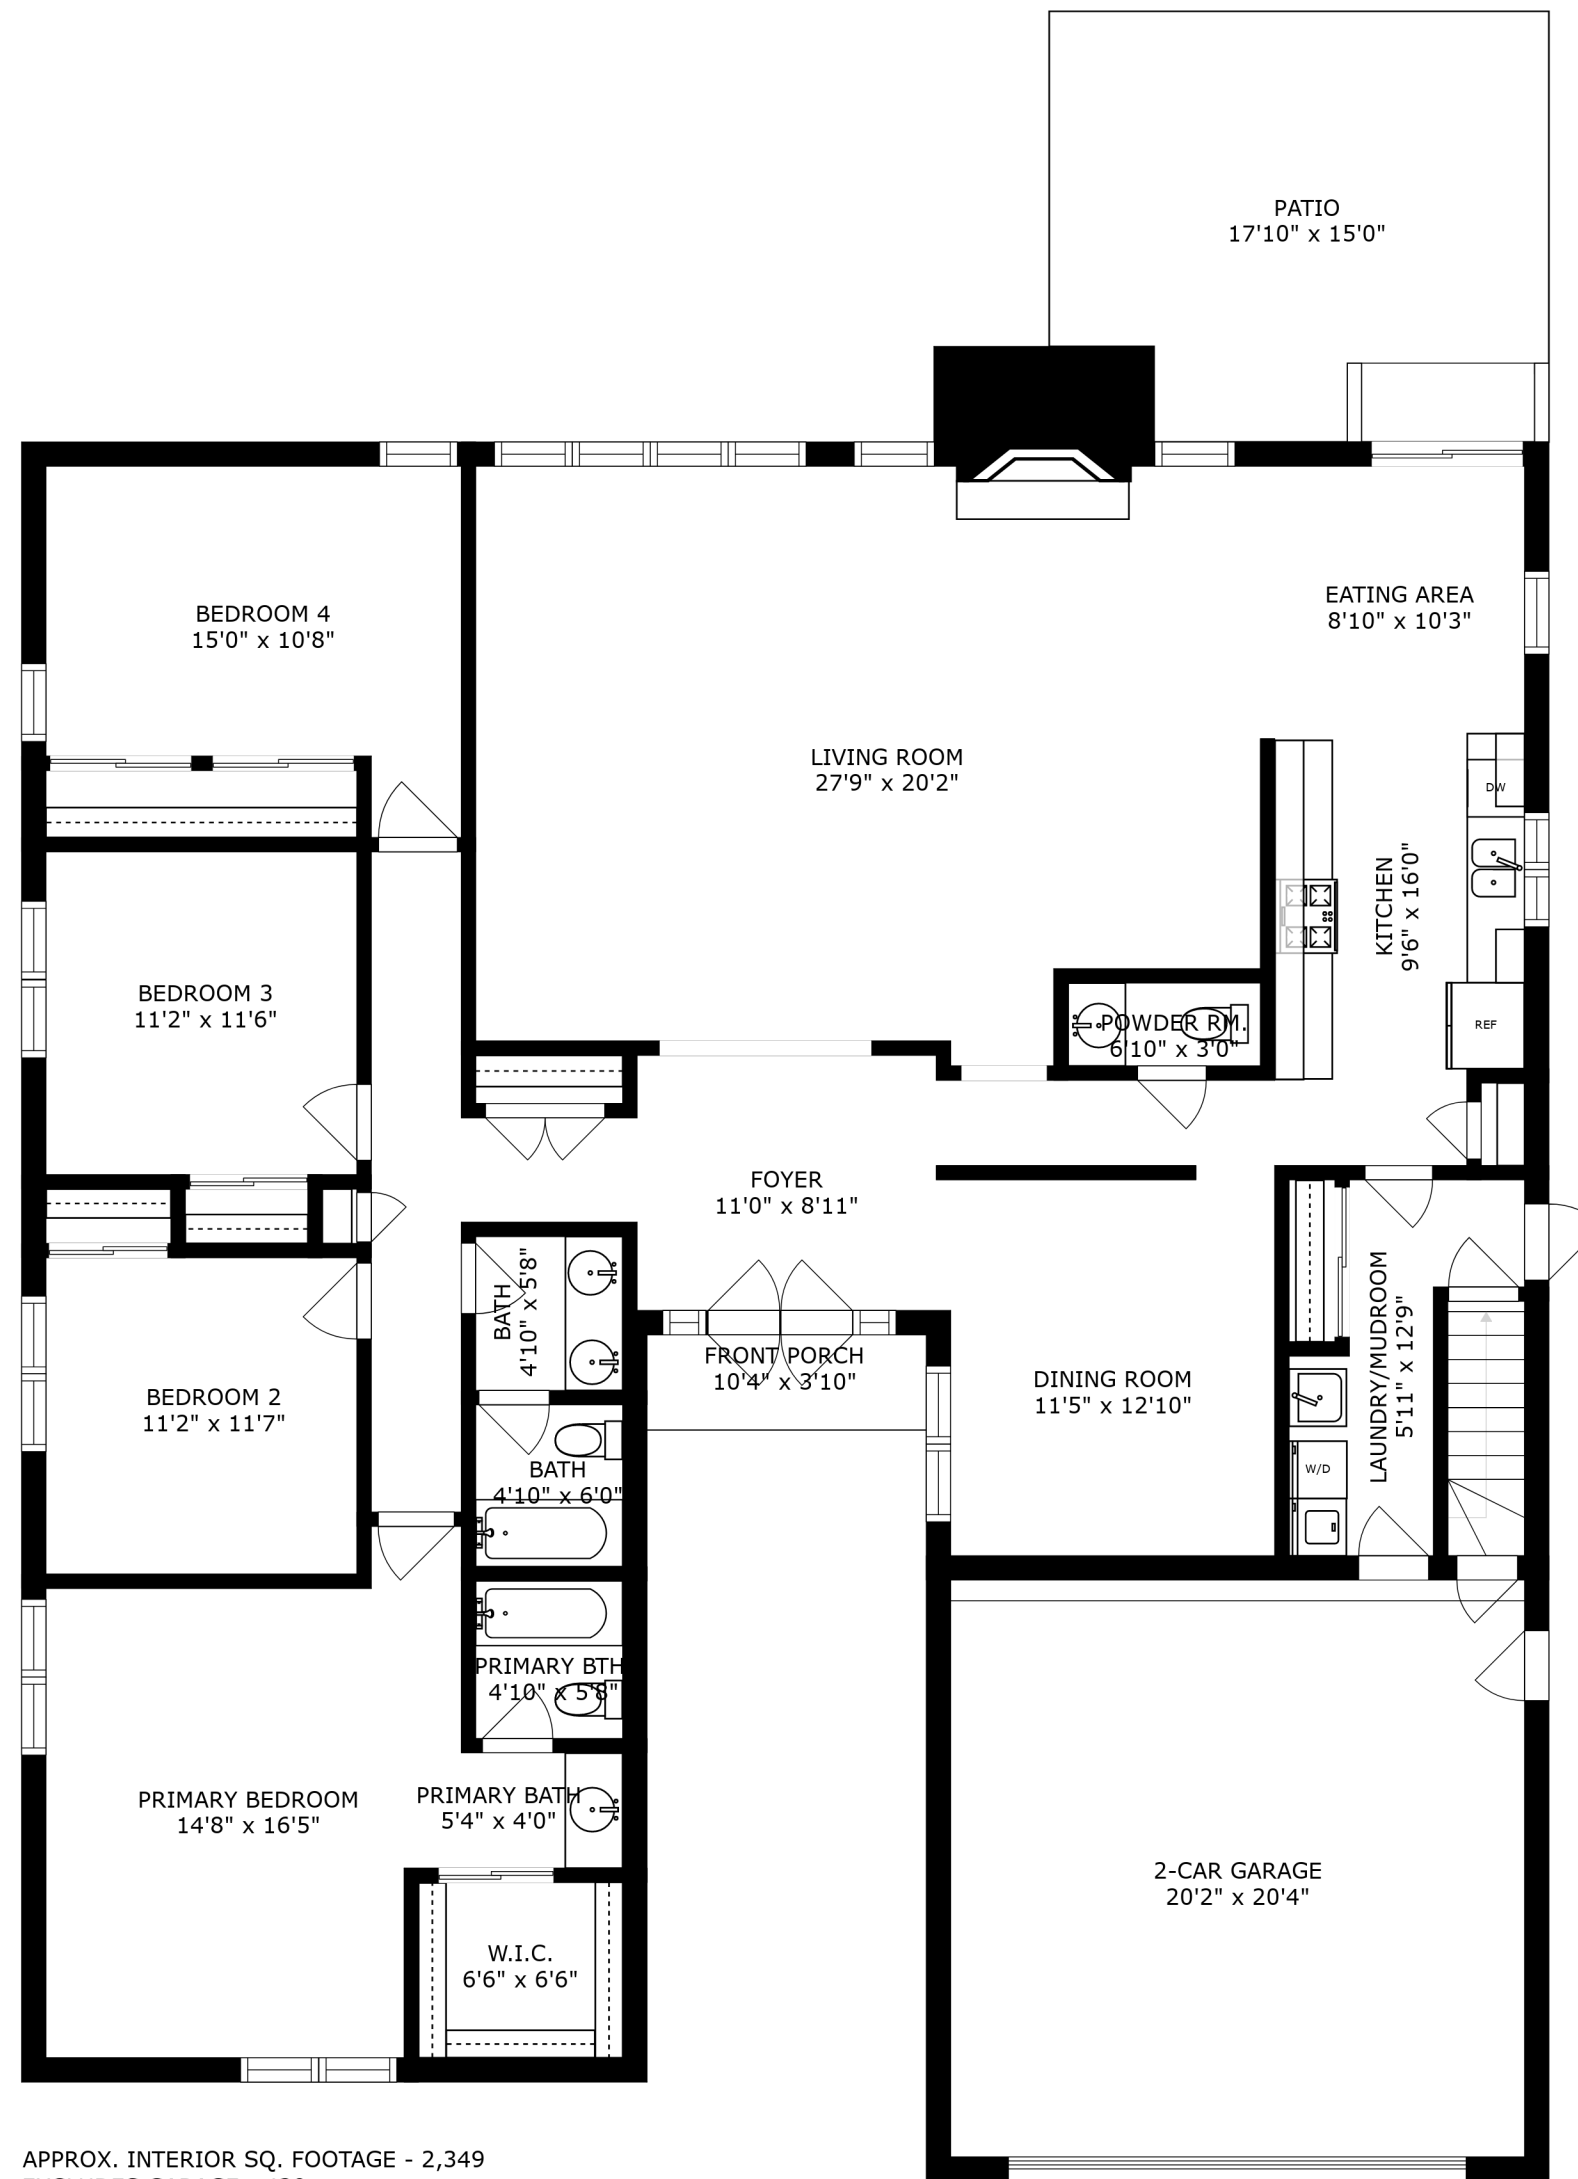 PATIO
17'10" x 15'0"
BEDROOM 4
15'0" x 10'8"
EATING AREA
8'10" x 10'3"
LIVING ROOM
27'9" x 20'2"
DW
KITCHEN
9'6" x 16'0"
BEDROOM 3
11'2" x 11'6"
POWDER RM.
6'10" x 3'0"
REF
FOYER
11'0" x 8'11"
BATH
4'10" x 5'8"
FRONT PORCH
10'4" x 3'10"
DINING ROOM
11'5" x 12'10"
LAUNDRY/MUDROOM
5'11" x 12'9"
BEDROOM 2
11'2" x 11'7"
BATH
4'10" x 6'0"
W/D
PRIMARY BTH
4'10" x 5'8"
PRIMARY BEDROOM
14'8" x 16'5"
PRIMARY BATH
5'4" x 4'0"
2-CAR GARAGE
20'2" x 20'4"
W.I.C.
6'6" x 6'6"
APPROX. INTERIOR SQ. FOOTAGE - 2,349